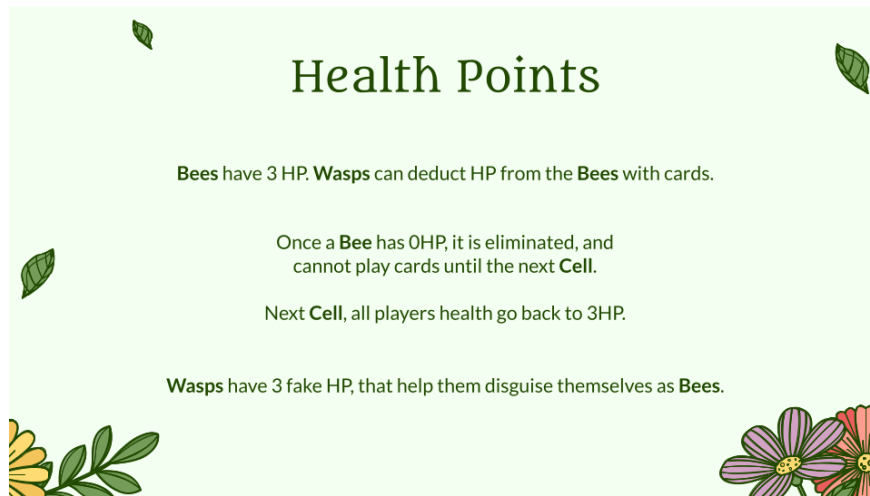 Health Points
Bees have 3 HP. Wasps can deduct HP from the Bees with cards.
Once a Bee has 0HP, it is eliminated, and
cannot play cards until the next Cell.
Next Cell, all players health go back to 3HP.
Wasps have 3 fake HP, that help them disguise themselves as Bees.